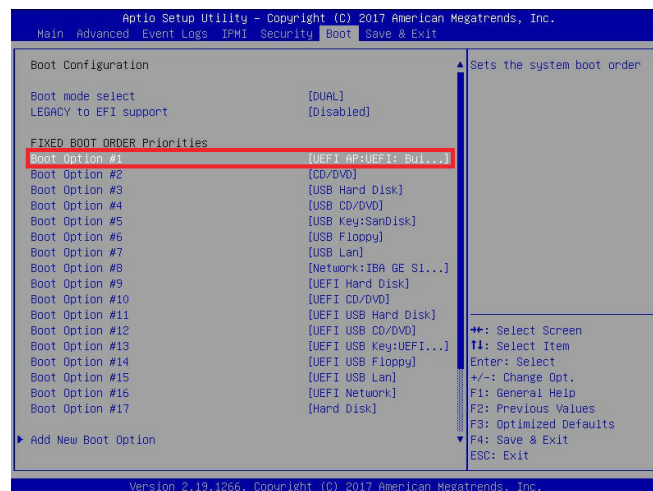 Aptio Setup Utility – Copyright (C) 2017 American Megatrends, Inc.
Main Advanced Event Logs IPMI Security Boot Save & Exit
Boot Configuration
Boot mode select [DUAL]
LEGACY to EFI support [Disabled]
FIXED BOOT ORDER Priorities
Boot Option #1 [UEFI AP:UEFI: Bui...]
Boot Option #2 [CD/DVD]
Boot Option #3 [USB Hard Disk]
Boot Option #4 [USB CD/DVD]
Boot Option #5 [USB Key:SanDisk]
Boot Option #6 [USB Floppy]
Boot Option #7 [USB Lan]
Boot Option #8 [Network:IBA GE Sl...]
Boot Option #9 [UEFI Hard Disk]
Boot Option #10 [UEFI CD/DVD]
Boot Option #11 [UEFI USB Hard Disk]
Boot Option #12 [UEFI USB CD/DVD]
Boot Option #13 [UEFI USB Key:UEFI...]
Boot Option #14 [UEFI USB Floppy]
Boot Option #15 [UEFI USB Lan]
Boot Option #16 [UEFI Network]
Boot Option #17 [Hard Disk]
Add New Boot Option
Sets the system boot order
→←: Select Screen
↑↓: Select Item
Enter: Select
+/-: Change Opt.
F1: General Help
F2: Previous Values
F3: Optimized Defaults
F4: Save & Exit
ESC: Exit
Version 2.19.1266. Copyright (C) 2017 American Megatrends, Inc.